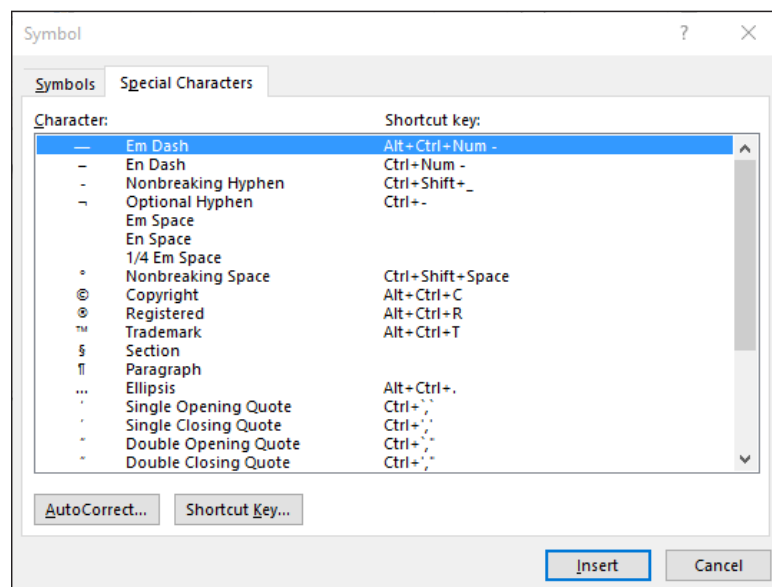 Symbol ?
Symbols Special Characters
Character: Shortcut key:
— Em Dash Alt+Ctrl+Num -
– En Dash Ctrl+Num -
- Nonbreaking Hyphen Ctrl+Shift+_
¬ Optional Hyphen Ctrl+-
Em Space
En Space
1/4 Em Space
° Nonbreaking Space Ctrl+Shift+Space
© Copyright Alt+Ctrl+C
® Registered Alt+Ctrl+R
™ Trademark Alt+Ctrl+T
§ Section
¶ Paragraph
… Ellipsis Alt+Ctrl+.
‘ Single Opening Quote Ctrl+`,`
’ Single Closing Quote Ctrl+','
“ Double Opening Quote Ctrl+`,"
” Double Closing Quote Ctrl+',"
AutoCorrect... Shortcut Key...
Insert Cancel